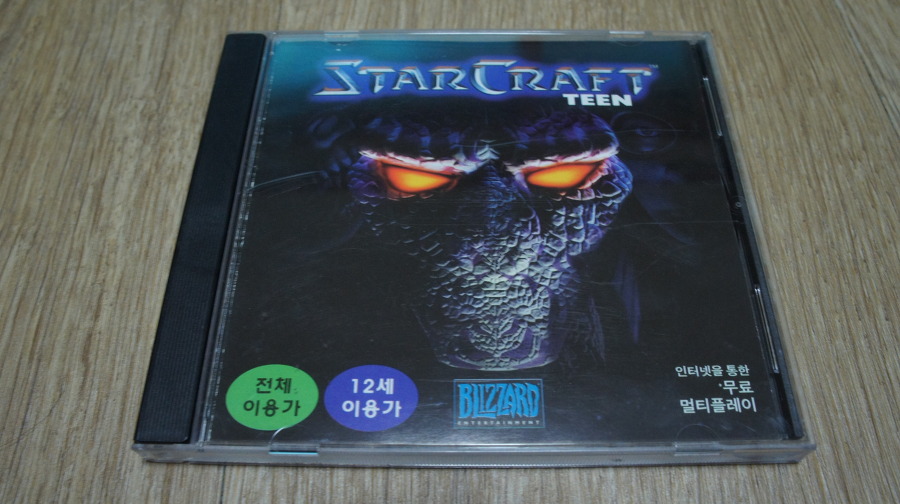 STARCRAFT™
TEEN
전체
이용가
12세
이용가
BLIZZARD
ENTERTAINMENT
인터넷을 통한
무료
멀티플레이